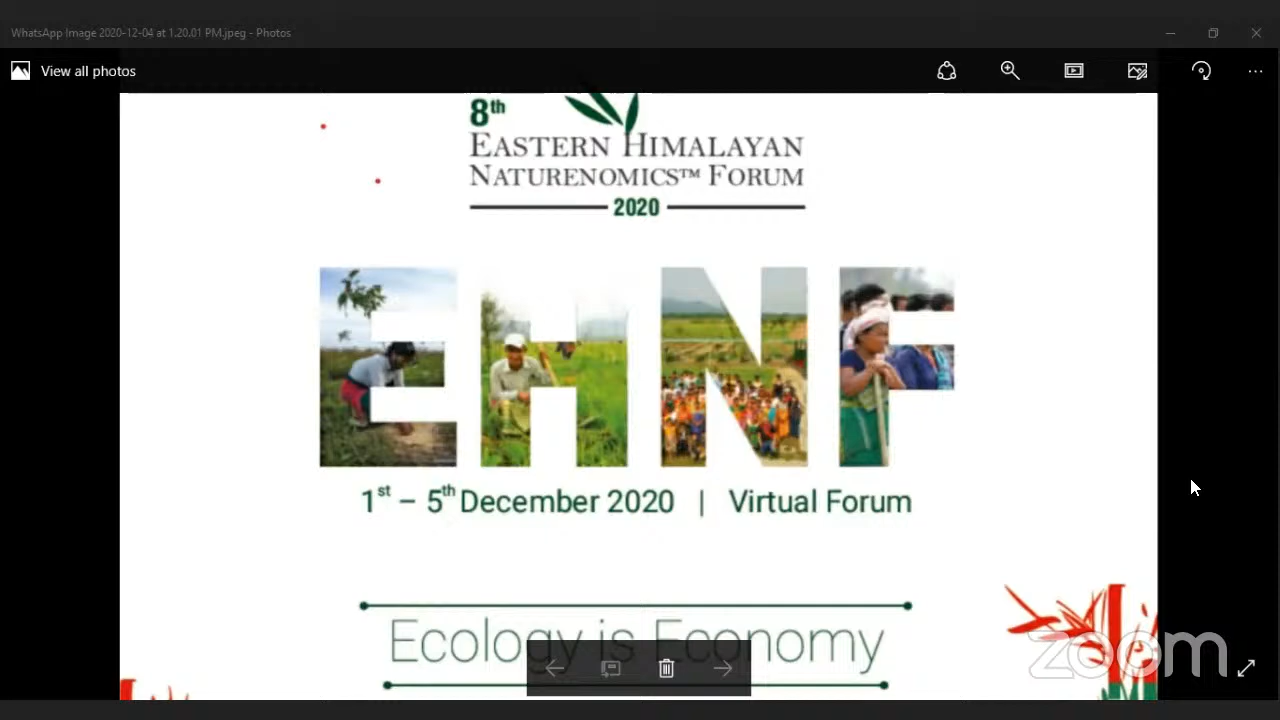 WhatsApp Image 2020-12-04 at 1.20.01 PM.jpeg - Photos
View all photos
8th
EASTERN HIMALAYAN
NATURENOMICS™ FORUM
2020
EHNF
1st – 5th December 2020 | Virtual Forum
Ecology is Economy
zoom